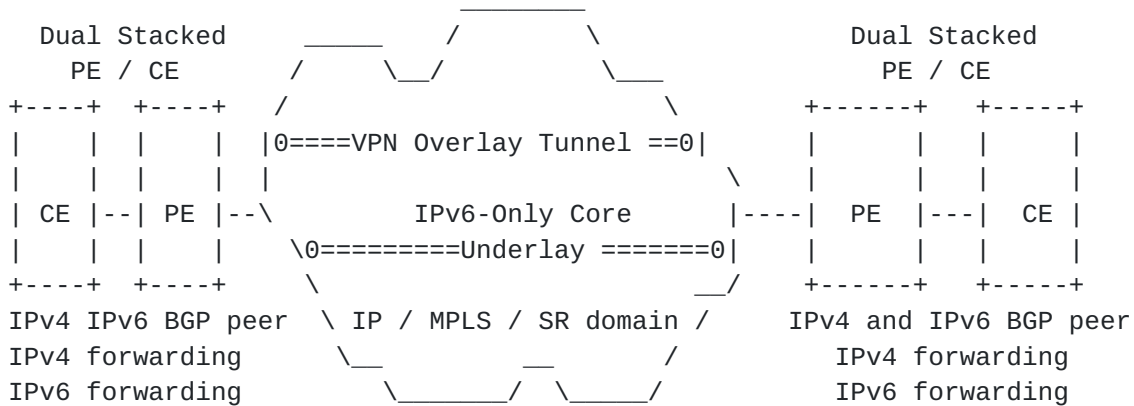 Dual Stacked Dual Stacked
PE / CE PE / CE
0====VPN Overlay Tunnel ==0
CE PE IPv6-Only Core PE CE
0=========Underlay =======0
IPv4 IPv6 BGP peer IP / MPLS / SR domain IPv4 and IPv6 BGP peer
IPv4 forwarding IPv4 forwarding
IPv6 forwarding IPv6 forwarding